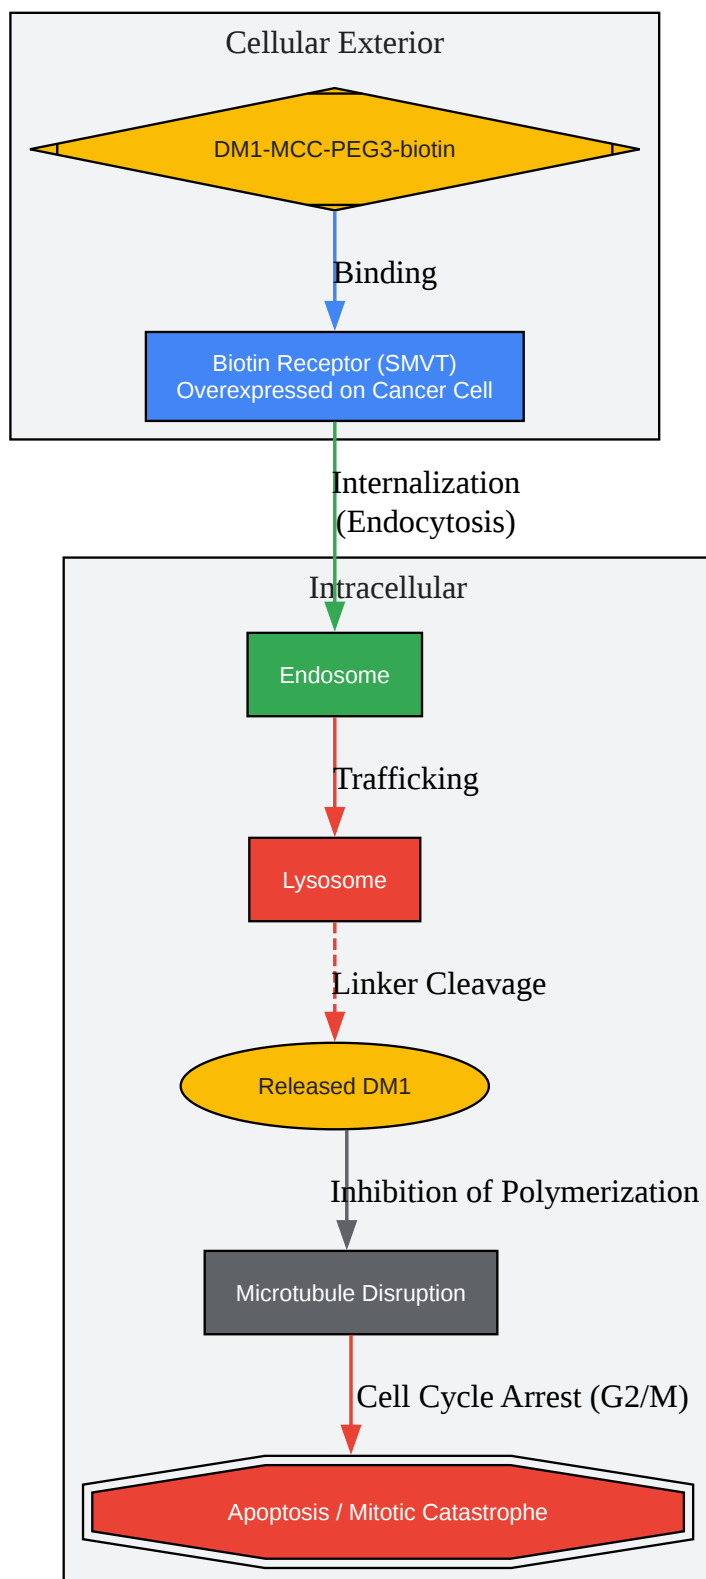 Cellular Exterior
DM1-MCC-PEG3-biotin
Binding
Biotin Receptor (SMVT)
Overexpressed on Cancer Cell
Internalization
(Endocytosis)
Intracellular
Endosome
Trafficking
Lysosome
Linker Cleavage
Released DM1
Inhibition of Polymerization
Microtubule Disruption
Cell Cycle Arrest (G2/M)
Apoptosis / Mitotic Catastrophe